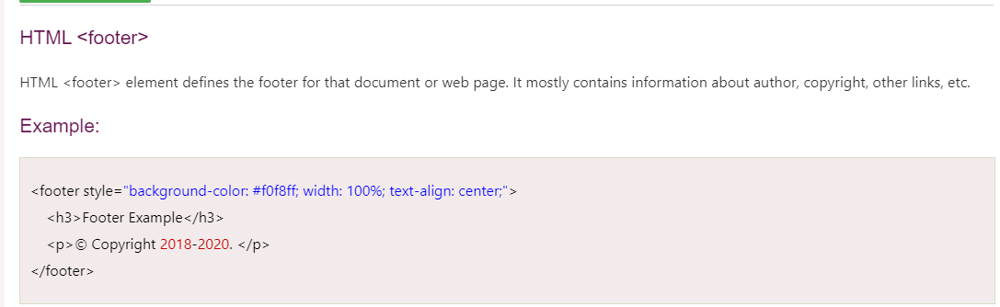 HTML <footer>
HTML <footer> element defines the footer for that document or web page. It mostly contains information about author, copyright, other links, etc.
Example:
<footer style="background-color: #f0f8ff; width: 100%; text-align: center;">
<h3>Footer Example</h3>
<p>© Copyright 2018-2020. </p>
</footer>